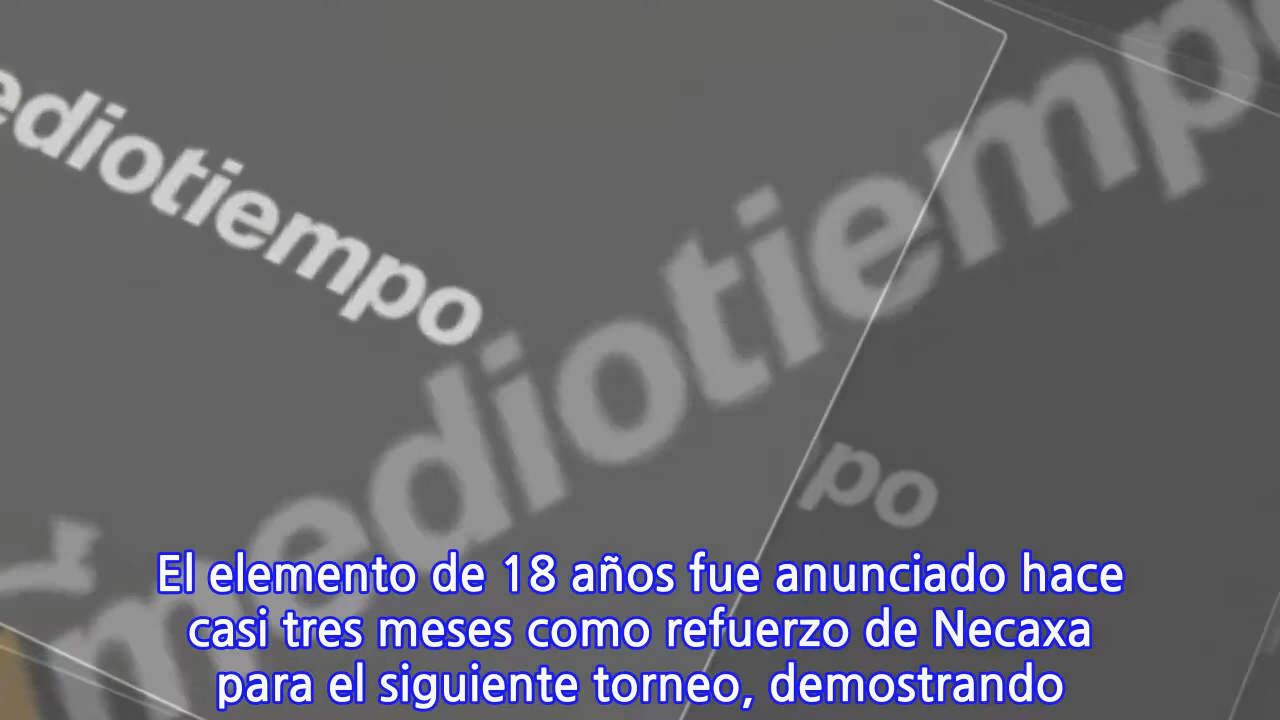 ediotiempo
mediotiemp
po
El elemento de 18 años fue anunciado hace
casi tres meses como refuerzo de Necaxa
para el siguiente torneo, demostrando